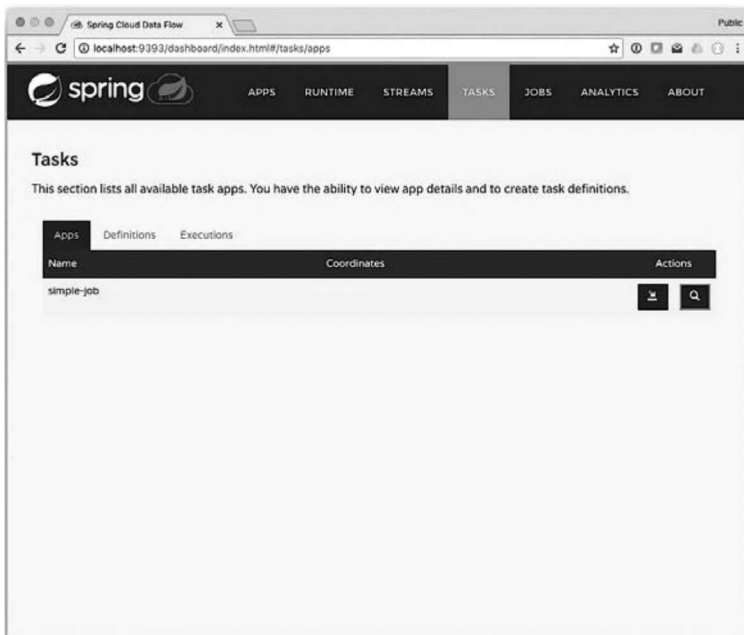 Spring Cloud Data Flow
Public
localhost:9393/dashboard/index.html#/tasks/apps
spring APPS RUNTIME STREAMS TASKS JOBS ANALYTICS ABOUT
Tasks
This section lists all available task apps. You have the ability to view app details and to create task definitions.
Apps Definitions Executions
Name Coordinates Actions
simple-job